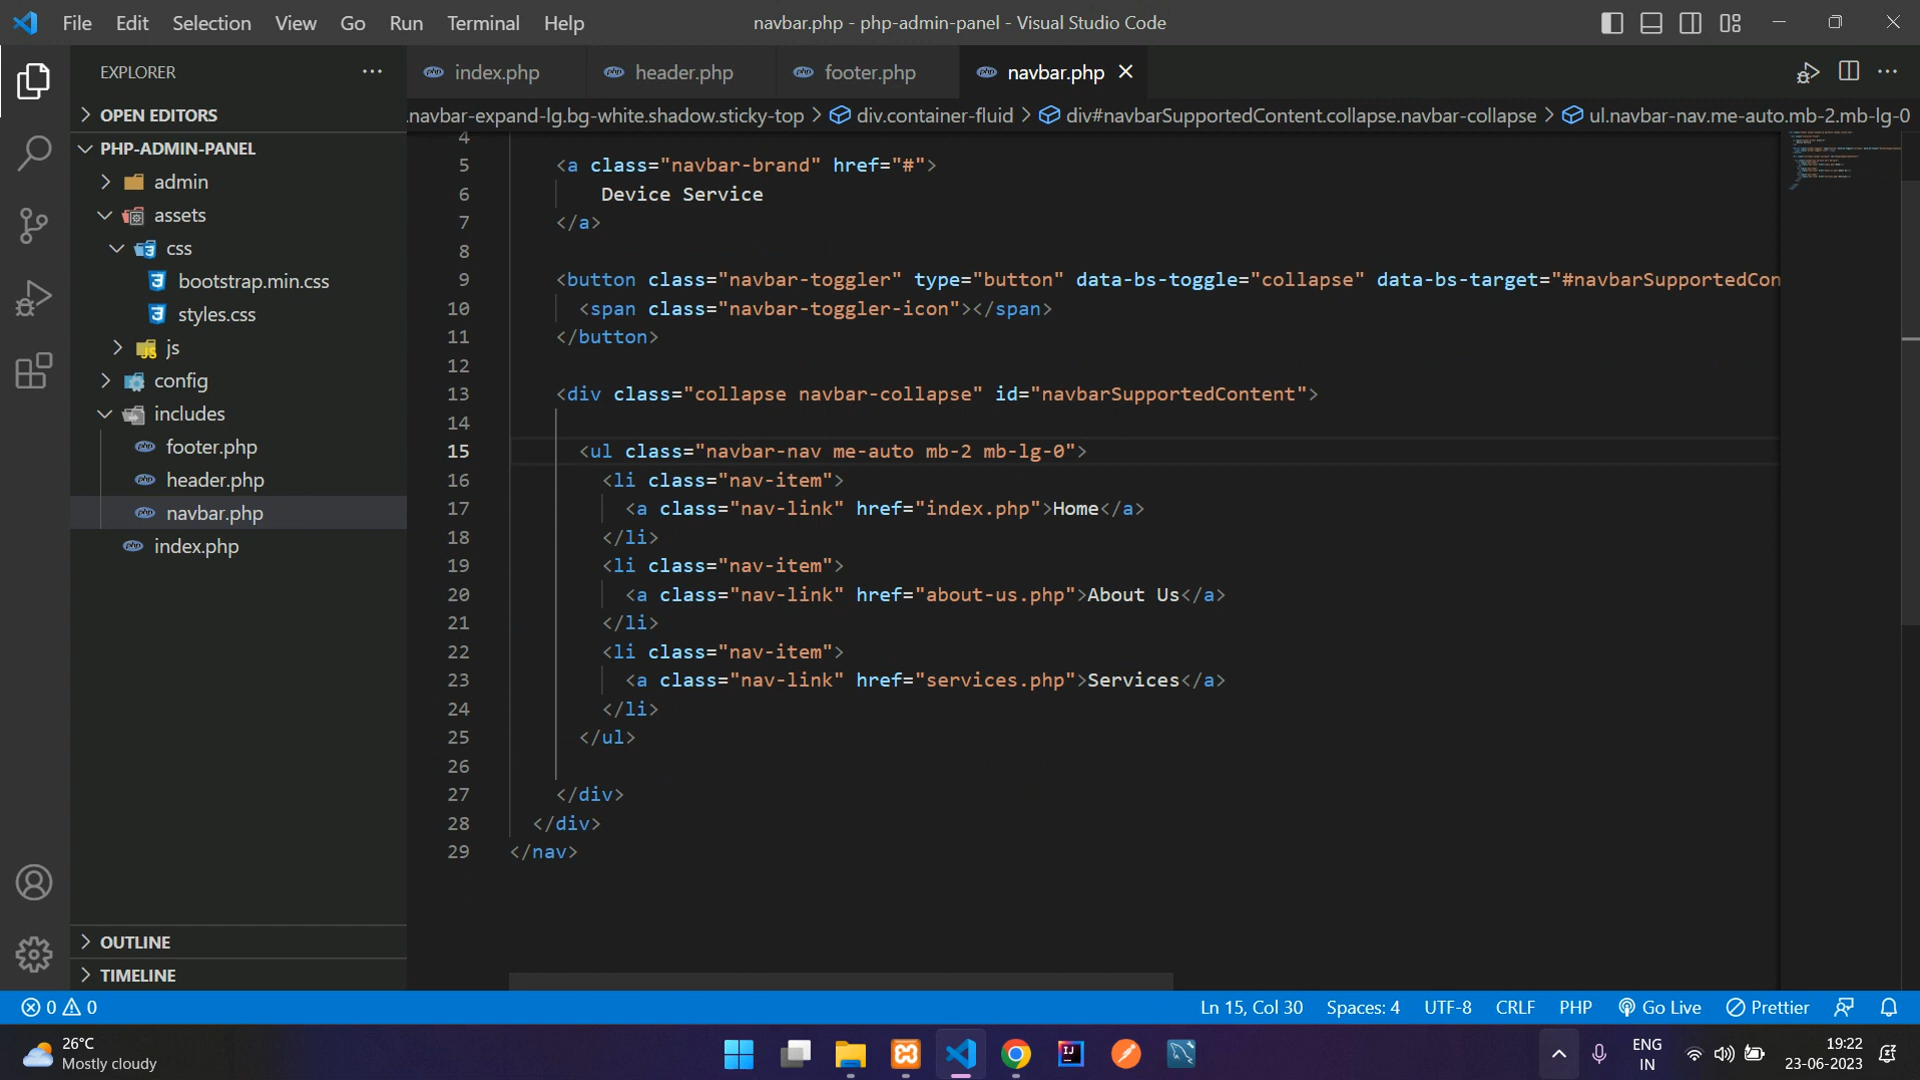 File Edit Selection View Go Run Terminal Help
navbar.php - php-admin-panel - Visual Studio Code
EXPLORER
index.php
header.php
footer.php
navbar.php
OPEN EDITORS
.navbar-expand-lg.bg-white.shadow.sticky-top > div.container-fluid > div#navbarSupportedContent.collapse.navbar-collapse > ul.navbar-nav.me-auto.mb-2.mb-lg-0
PHP-ADMIN-PANEL
admin
assets
css
bootstrap.min.css
styles.css
js
config
includes
footer.php
header.php
navbar.php
index.php
OUTLINE
TIMELINE
4
5 <a class="navbar-brand" href="#">
6 Device Service
7 </a>
8
9 <button class="navbar-toggler" type="button" data-bs-toggle="collapse" data-bs-target="#navbarSupportedCon
10 <span class="navbar-toggler-icon"></span>
11 </button>
12
13 <div class="collapse navbar-collapse" id="navbarSupportedContent">
14
15 <ul class="navbar-nav me-auto mb-2 mb-lg-0">
16 <li class="nav-item">
17 <a class="nav-link" href="index.php">Home</a>
18 </li>
19 <li class="nav-item">
20 <a class="nav-link" href="about-us.php">About Us</a>
21 </li>
22 <li class="nav-item">
23 <a class="nav-link" href="services.php">Services</a>
24 </li>
25 </ul>
26
27 </div>
28 </div>
29 </nav>
0 0
Ln 15, Col 30 Spaces: 4 UTF-8 CRLF PHP Go Live Prettier
26°C
Mostly cloudy
ENG
IN
19:22
23-06-2023